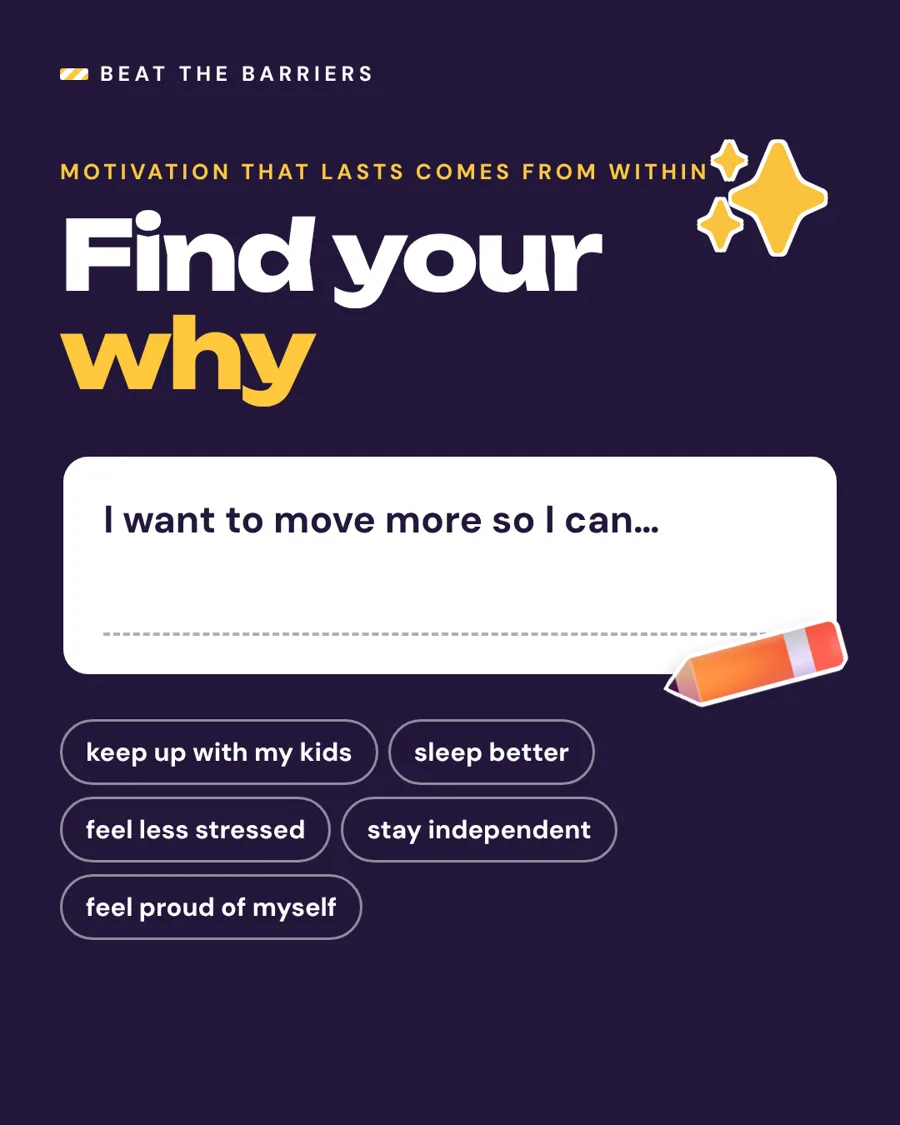 BEAT THE BARRIERS
MOTIVATION THAT LASTS COMES FROM WITHIN
Find your
why
I want to move more so I can...
keep up with my kids
sleep better
feel less stressed
stay independent
feel proud of myself